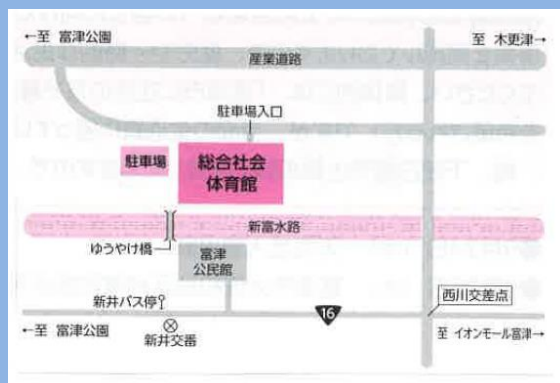 ←至 富津公園
至 木更津→
産業道路
駐車場入口
駐車場
総合社会
体育館
新富水路
ゆうやけ橋
富津
公民館
新井バス停
16
西川交差点
←至 富津公園
新井交番
至 イオンモール富津→